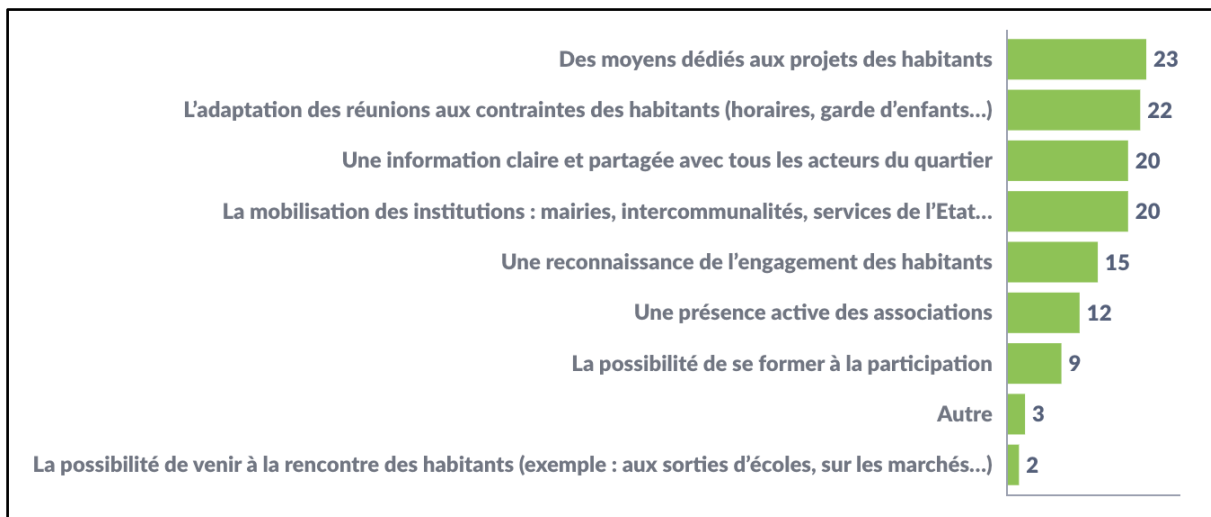 Des moyens dédiés aux projets des habitants 23
L’adaptation des réunions aux contraintes des habitants (horaires, garde d’enfants...) 22
Une information claire et partagée avec tous les acteurs du quartier 20
La mobilisation des institutions : mairies, intercommunalités, services de l’Etat... 20
Une reconnaissance de l’engagement des habitants 15
Une présence active des associations 12
La possibilité de se former à la participation 9
Autre 3
La possibilité de venir à la rencontre des habitants (exemple : aux sorties d’écoles, sur les marchés...) 2